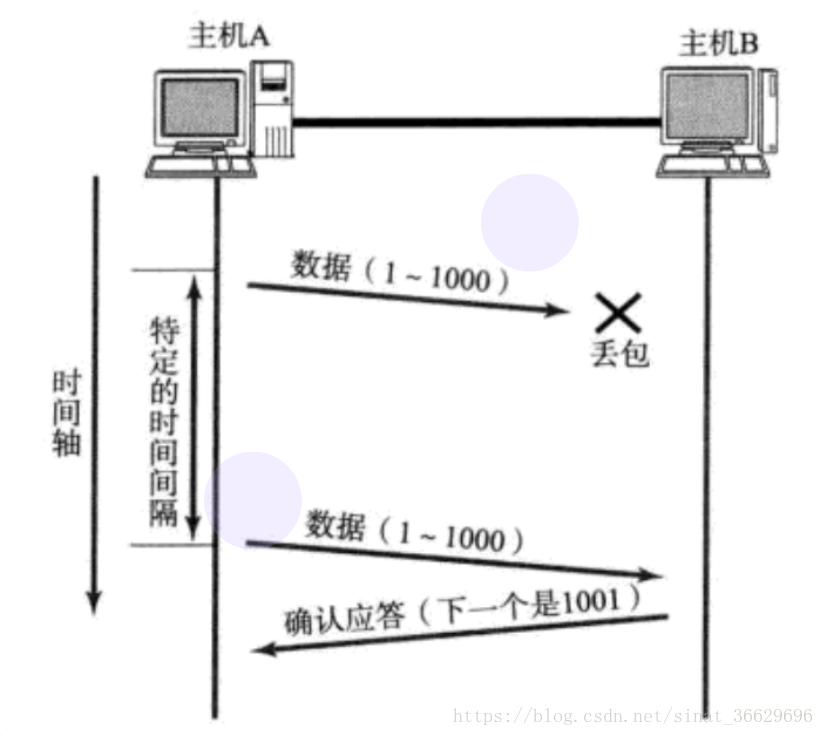 主机A
主机B
数据（1~1000）
丢包
特定的时间间隔
时间轴
数据（1~1000）
确认应答（下一个是1001）
https://blog.csdn.net/sinat_36629696